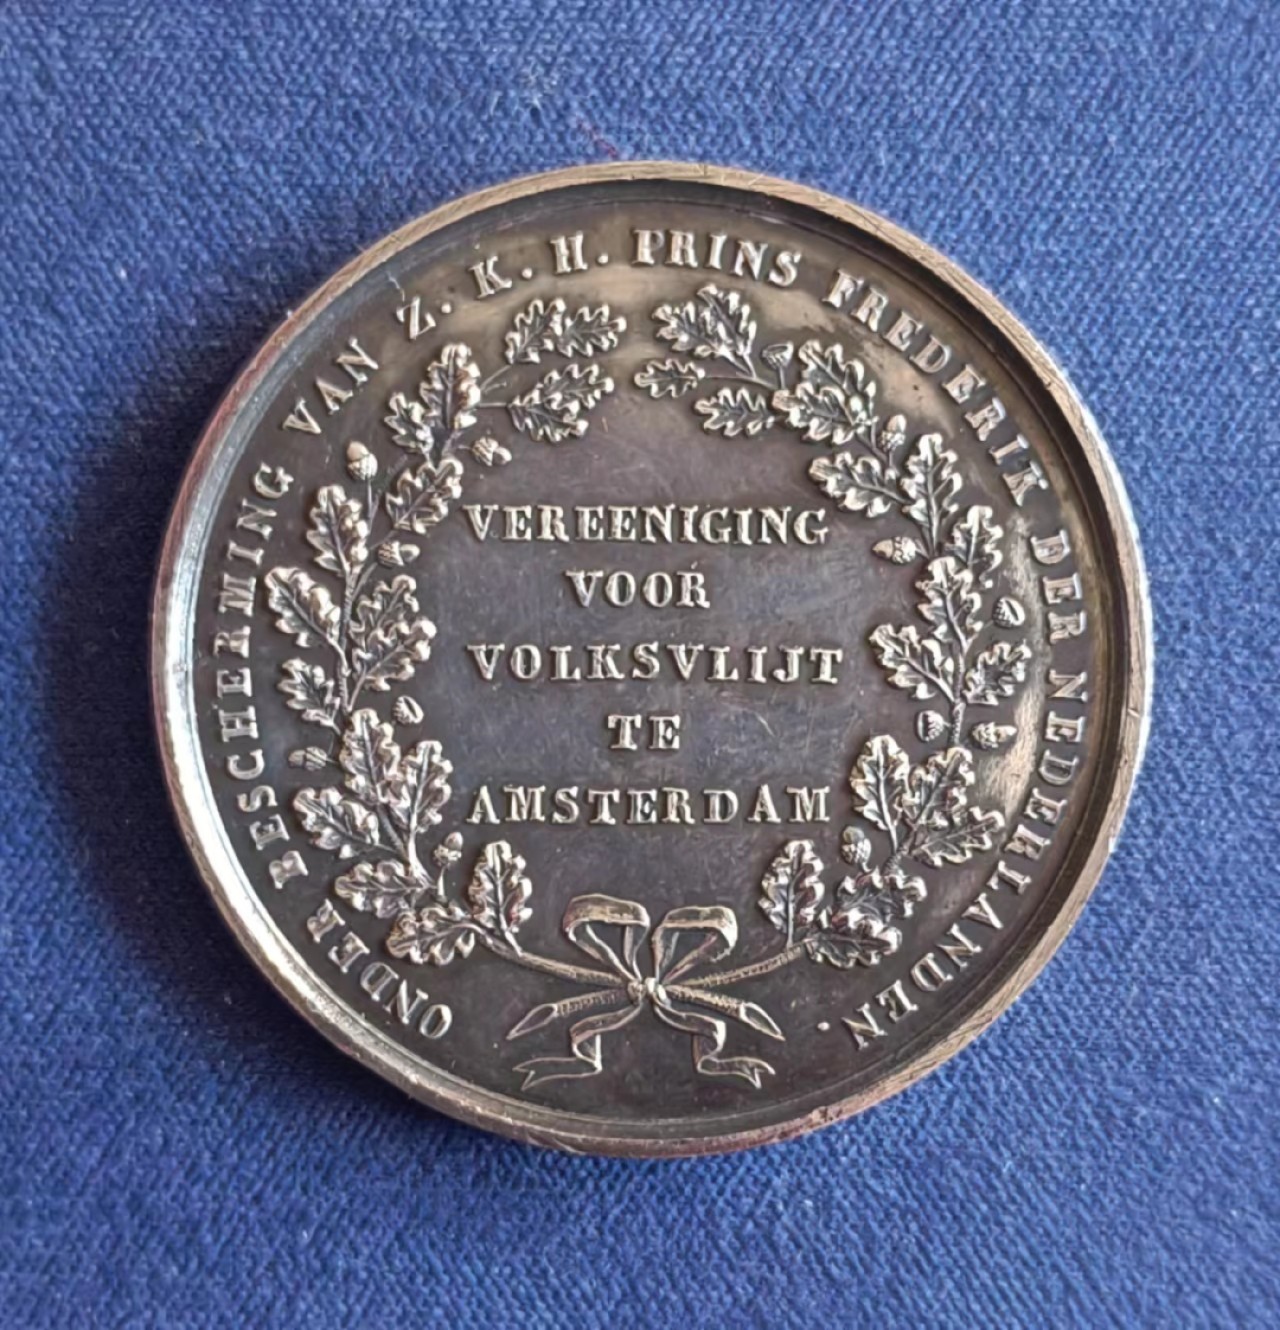 ONDER BESCHERMING VAN Z. K. H. PRINS FREDERIK DER NEDERLANDEN.
VEREENIGING
VOOR
VOLKSVLIJT
TE
AMSTERDAM